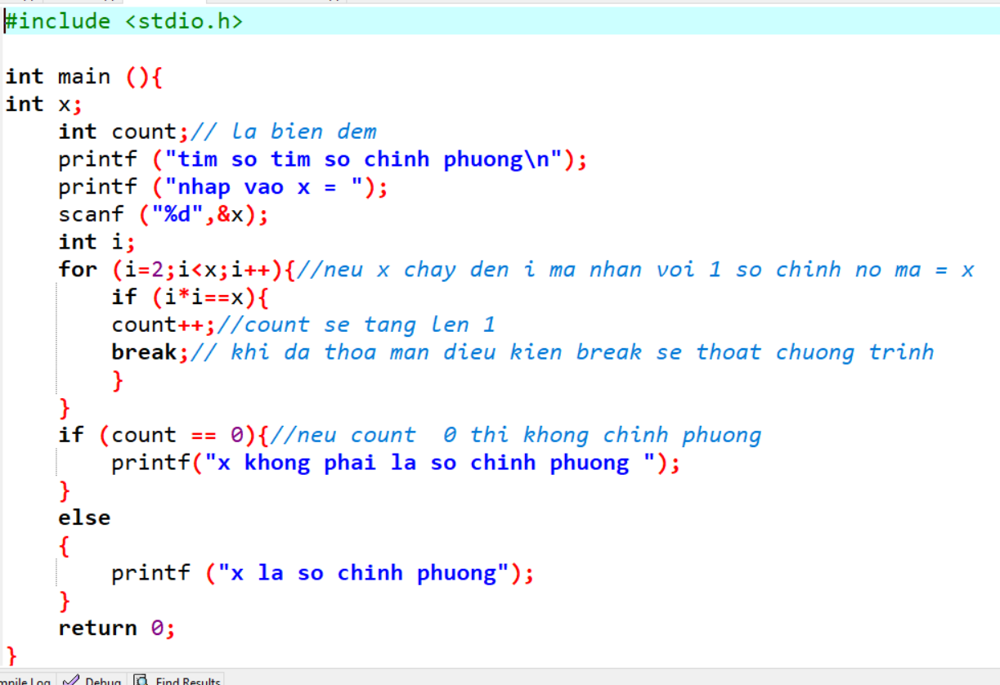 #include <stdio.h>
int main (){
int x;
int count;// la bien dem
printf ("tim so tim so chinh phuong\n");
printf ("nhap vao x = ");
scanf ("%d",&x);
int i;
for (i=2;i<x;i++){//neu x chay den i ma nhan voi 1 so chinh no ma = x
if (i*i==x){
count++;//count se tang len 1
break;// khi da thoa man dieu kien break se thoat chuong trinh
}
}
if (count == 0){//neu count  0 thi khong chinh phuong
printf("x khong phai la so chinh phuong ");
}
else
{
printf ("x la so chinh phuong");
}
return 0;
}
Log Debug Find Results